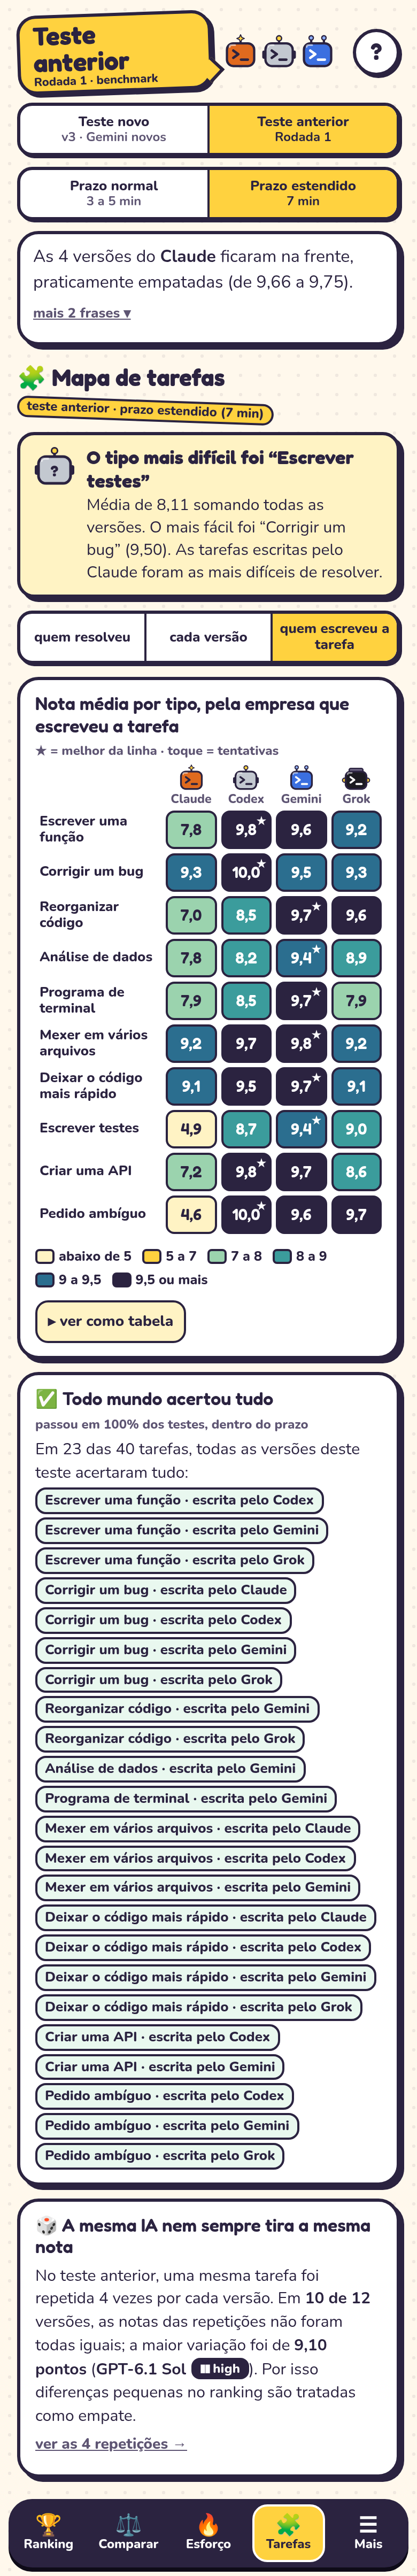 Teste
anterior
Rodada 1 · benchmark
?
Teste novo
v3 · Gemini novos
Teste anterior
Rodada 1
Prazo normal
3 a 5 min
Prazo estendido
7 min
As 4 versões do Claude ficaram na frente,
praticamente empatadas (de 9,66 a 9,75).
mais 2 frases ▾
🧩 Mapa de tarefas
teste anterior · prazo estendido (7 min)
?
O tipo mais difícil foi “Escrever
testes”
Média de 8,11 somando todas as
versões. O mais fácil foi “Corrigir um
bug” (9,50). As tarefas escritas pelo
Claude foram as mais difíceis de resolver.
quem resolveu
cada versão
quem escreveu a
tarefa
Nota média por tipo, pela empresa que
escreveu a tarefa
★ = melhor da linha · toque = tentativas
Claude Codex Gemini Grok
Escrever uma
função
7,8 9,8★ 9,6 9,2
Corrigir um bug 9,3 10,0★ 9,5 9,3
Reorganizar
código
7,0 8,5 9,7★ 9,6
Análise de dados 7,8 8,2 9,4★ 8,9
Programa de
terminal
7,9 8,5 9,7★ 7,9
Mexer em vários
arquivos
9,2 9,7 9,8★ 9,2
Deixar o código
mais rápido
9,1 9,5 9,7★ 9,1
Escrever testes 4,9 8,7 9,4★ 9,0
Criar uma API 7,2 9,8★ 9,7 8,6
Pedido ambíguo 4,6 10,0★ 9,6 9,7
abaixo de 5 5 a 7 7 a 8 8 a 9
9 a 9,5 9,5 ou mais
▸ ver como tabela
✅ Todo mundo acertou tudo
passou em 100% dos testes, dentro do prazo
Em 23 das 40 tarefas, todas as versões deste
teste acertaram tudo:
Escrever uma função · escrita pelo Codex
Escrever uma função · escrita pelo Gemini
Escrever uma função · escrita pelo Grok
Corrigir um bug · escrita pelo Claude
Corrigir um bug · escrita pelo Codex
Corrigir um bug · escrita pelo Gemini
Corrigir um bug · escrita pelo Grok
Reorganizar código · escrita pelo Gemini
Reorganizar código · escrita pelo Grok
Análise de dados · escrita pelo Gemini
Programa de terminal · escrita pelo Gemini
Mexer em vários arquivos · escrita pelo Claude
Mexer em vários arquivos · escrita pelo Codex
Mexer em vários arquivos · escrita pelo Gemini
Deixar o código mais rápido · escrita pelo Claude
Deixar o código mais rápido · escrita pelo Codex
Deixar o código mais rápido · escrita pelo Gemini
Deixar o código mais rápido · escrita pelo Grok
Criar uma API · escrita pelo Codex
Criar uma API · escrita pelo Gemini
Pedido ambíguo · escrita pelo Codex
Pedido ambíguo · escrita pelo Gemini
Pedido ambíguo · escrita pelo Grok
🎲 A mesma IA nem sempre tira a mesma
nota
No teste anterior, uma mesma tarefa foi
repetida 4 vezes por cada versão. Em 10 de 12
versões, as notas das repetições não foram
todas iguais; a maior variação foi de 9,10
pontos (GPT-6.1 Sol high). Por isso
diferenças pequenas no ranking são tratadas
como empate.
ver as 4 repetições →
Ranking
Comparar
Esforço
Tarefas
Mais